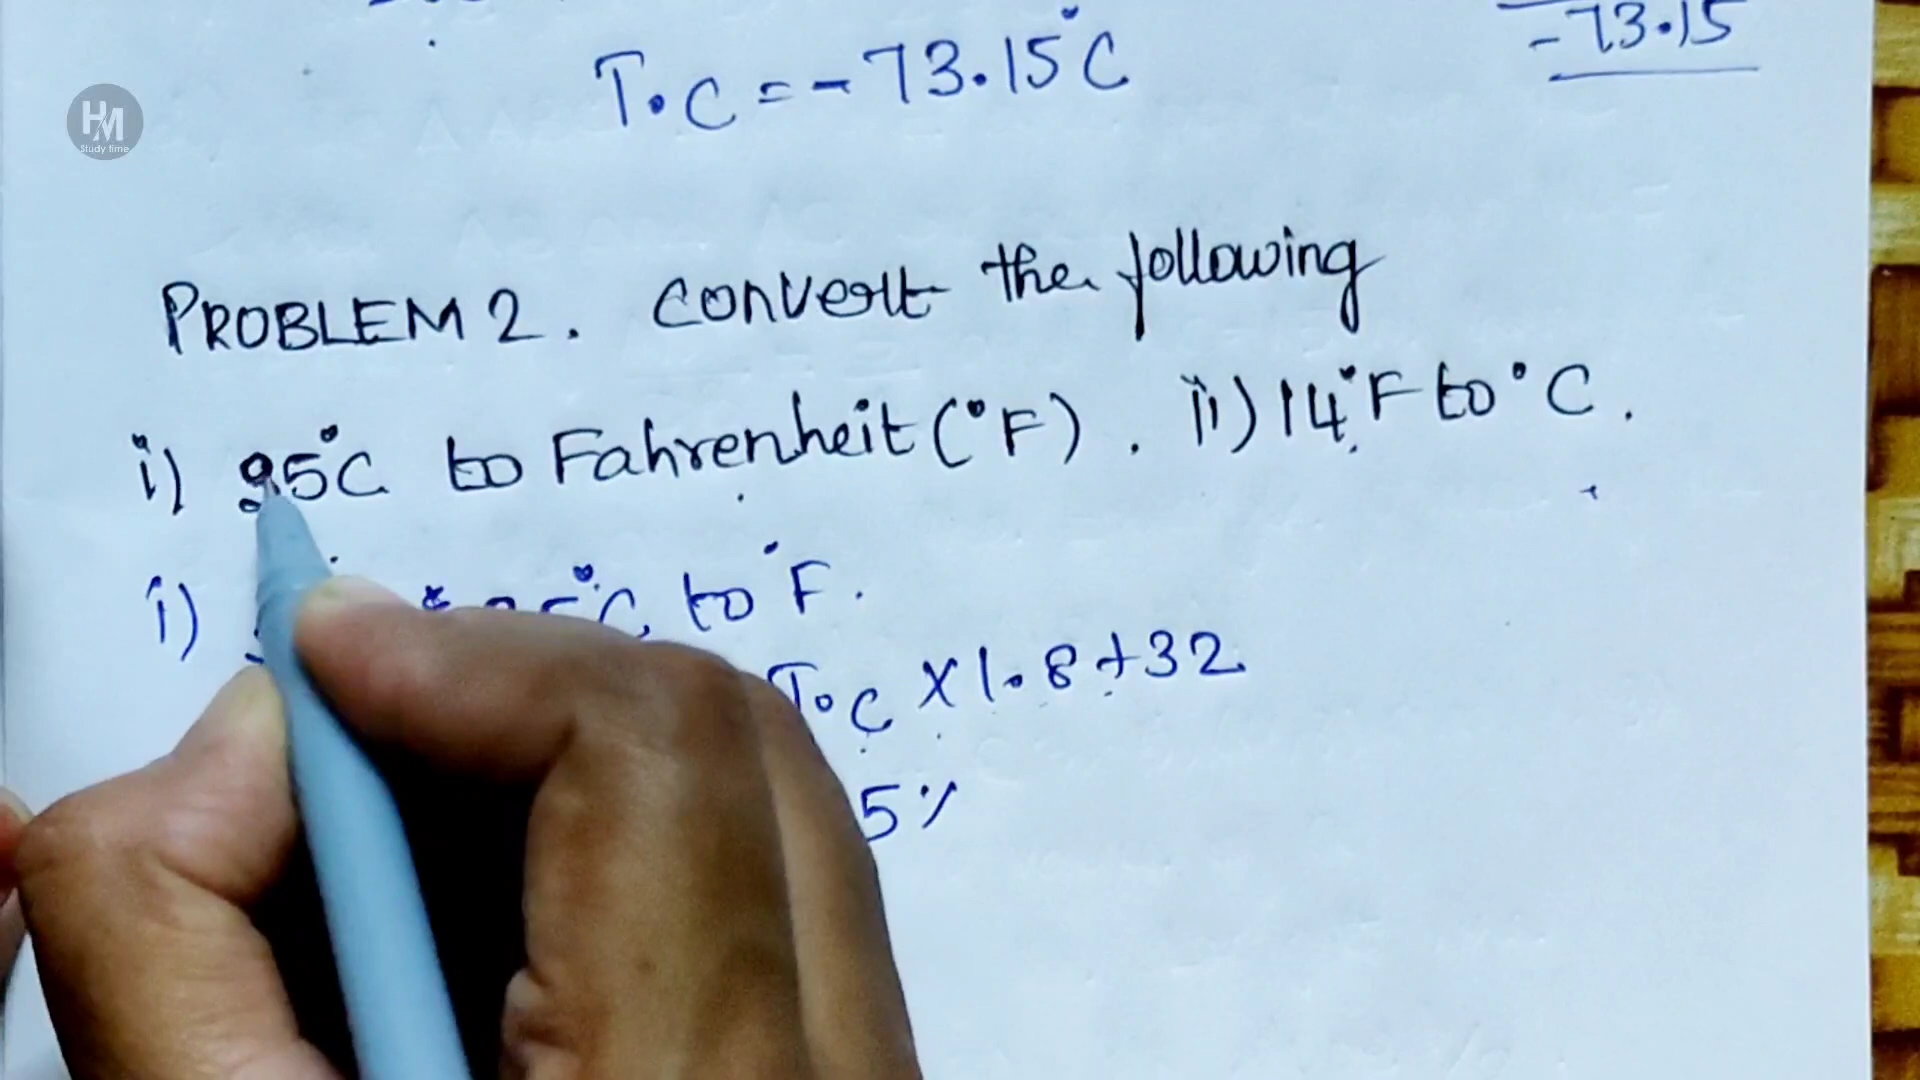 T°C = -73.15°C
-73.15
HM
Study time
PROBLEM 2. Convert the following
i) 95°C to Fahrenheit (°F). ii) 14°F to °C.
i) 95°C to °F.
T°C X 1.8 + 32
5